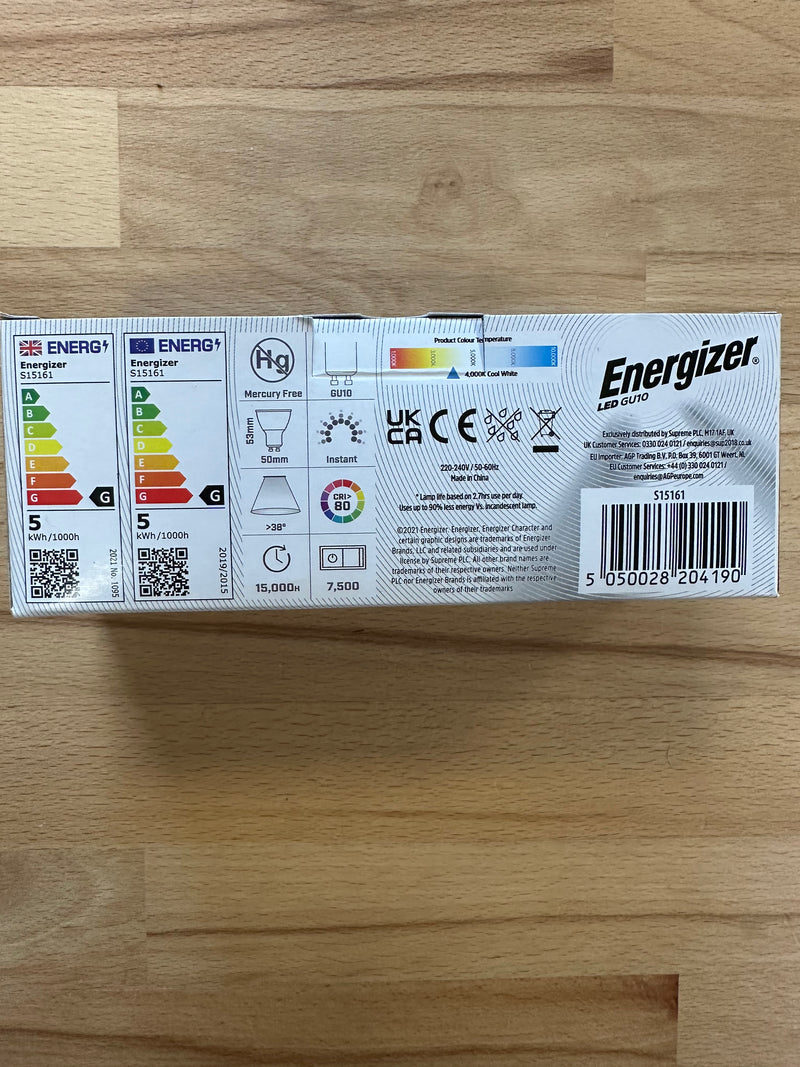 ENERG
Energizer
S15161
A
B
C
D
E
F
G
G
5
kWh/1000h
2021 No. 1095
ENERG
Energizer
S15161
A
B
C
D
E
F
G
G
5
kWh/1000h
2019/2015
Hg
Mercury Free
GU10
53mm
50mm
Instant
>38°
CRI>
80
15,000H
7,500
Product Colour Temperature
1,000K
3,000K
5,000K
10,000K
4,000K Cool White
UK
CA
CE
220-240V / 50-60Hz
Made in China
* Lamp life based on 2.7hrs use per day.
Uses up to 90% less energy Vs. incandescent lamp.
©2021 Energizer. Energizer, Energizer Character and
certain graphic designs are trademarks of Energizer
Brands, LLC and related subsidiaries and are used under
license by Supreme PLC. All other brand names are
trademarks of their respective owners. Neither Supreme
PLC nor Energizer Brands is affiliated with the respective
owners of their trademarks
Energizer®
LED GU10
Exclusively distributed by Supreme PLC, M17 1AF, UK
UK Customer Services: 0330 024 0121 / enquiries@sup2018.co.uk
EU Importer: AGP Trading B.V, P.O. Box 39, 6001 GT Weert, NL
EU Customer Services: +44 (0) 330 024 0121 /
enquiries@AGPeurope.com
S15161
5 050028 204190